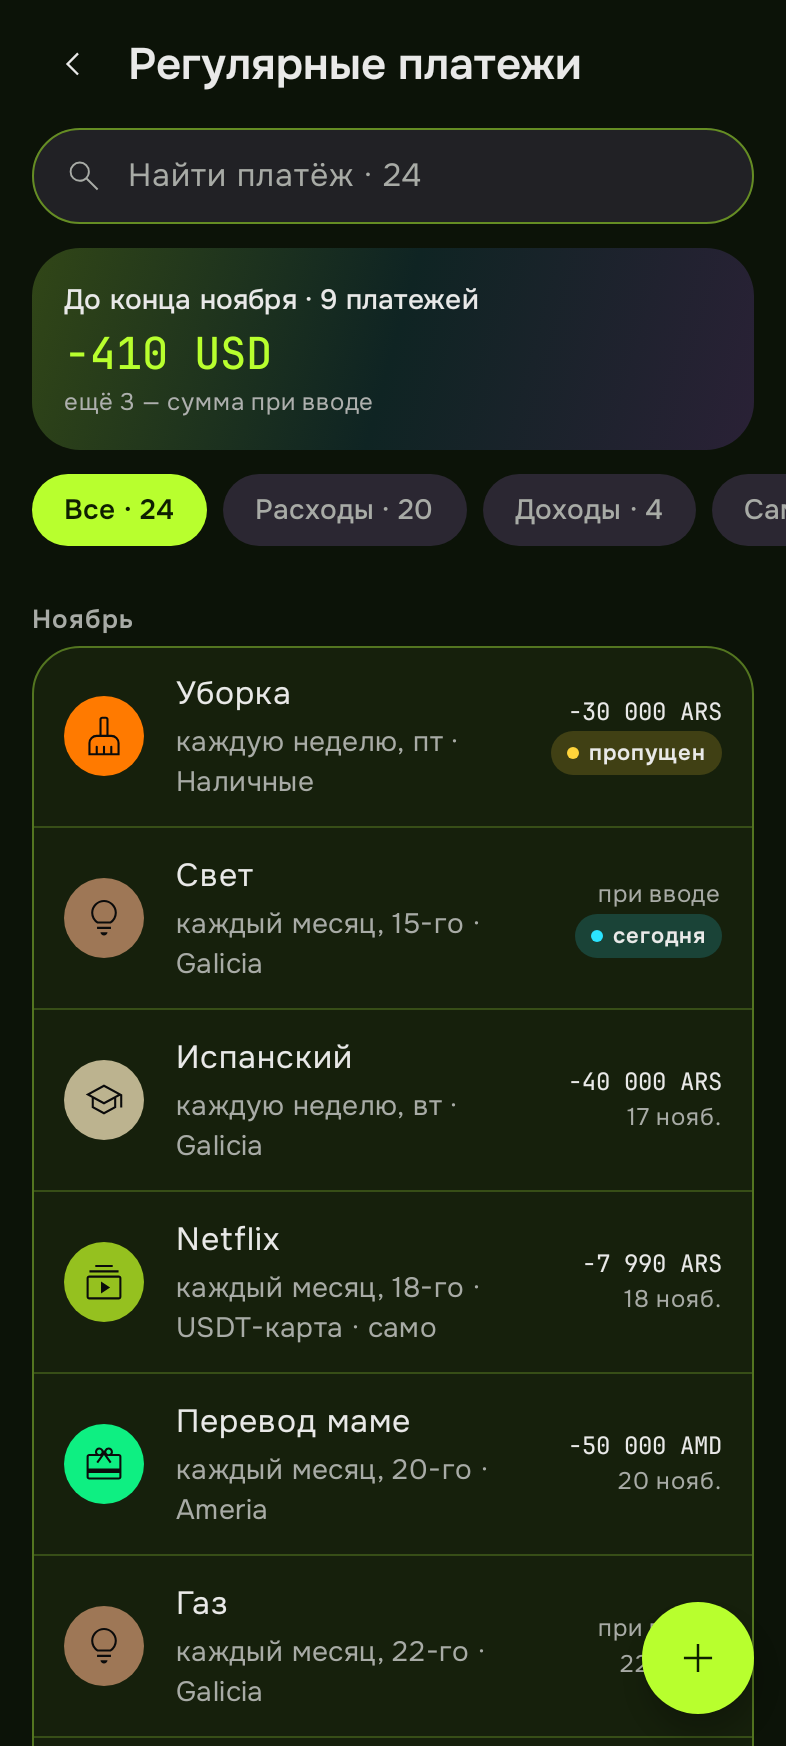 Регулярные платежи
Найти платёж · 24
До конца ноября · 9 платежей
-410 USD
ещё 3 — сумма при вводе
Все · 24
Расходы · 20
Доходы · 4
Ноябрь
Уборка
каждую неделю, пт ·
Наличные
-30 000 ARS
пропущен
Свет
каждый месяц, 15-го ·
Galicia
при вводе
сегодня
Испанский
каждую неделю, вт ·
Galicia
-40 000 ARS
17 нояб.
Netflix
каждый месяц, 18-го ·
USDT-карта · само
-7 990 ARS
18 нояб.
Перевод маме
каждый месяц, 20-го ·
Ameria
-50 000 AMD
20 нояб.
Газ
каждый месяц, 22-го ·
Galicia
при
22